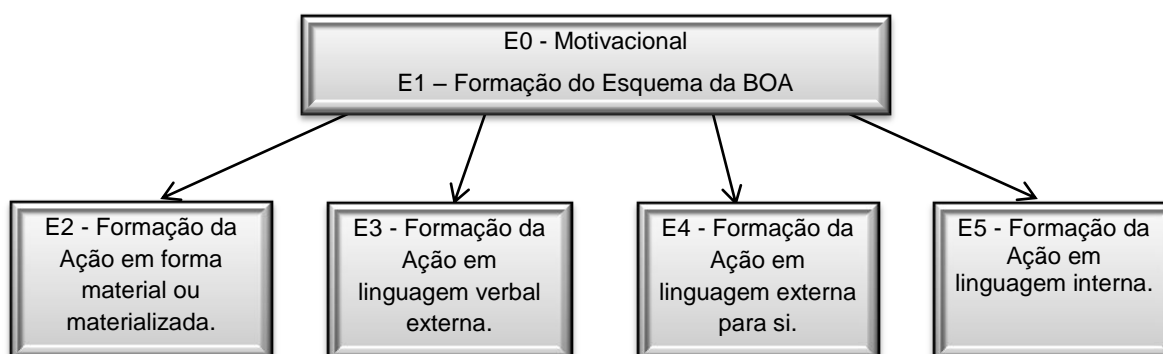 E0 - Motivacional
E1 – Formação do Esquema da BOA
E2 - Formação da
Ação em forma
material ou
materializada.
E3 - Formação da
Ação em
linguagem verbal
externa.
E4 - Formação da
Ação em
linguagem externa
para si.
E5 - Formação da
Ação em
linguagem interna.